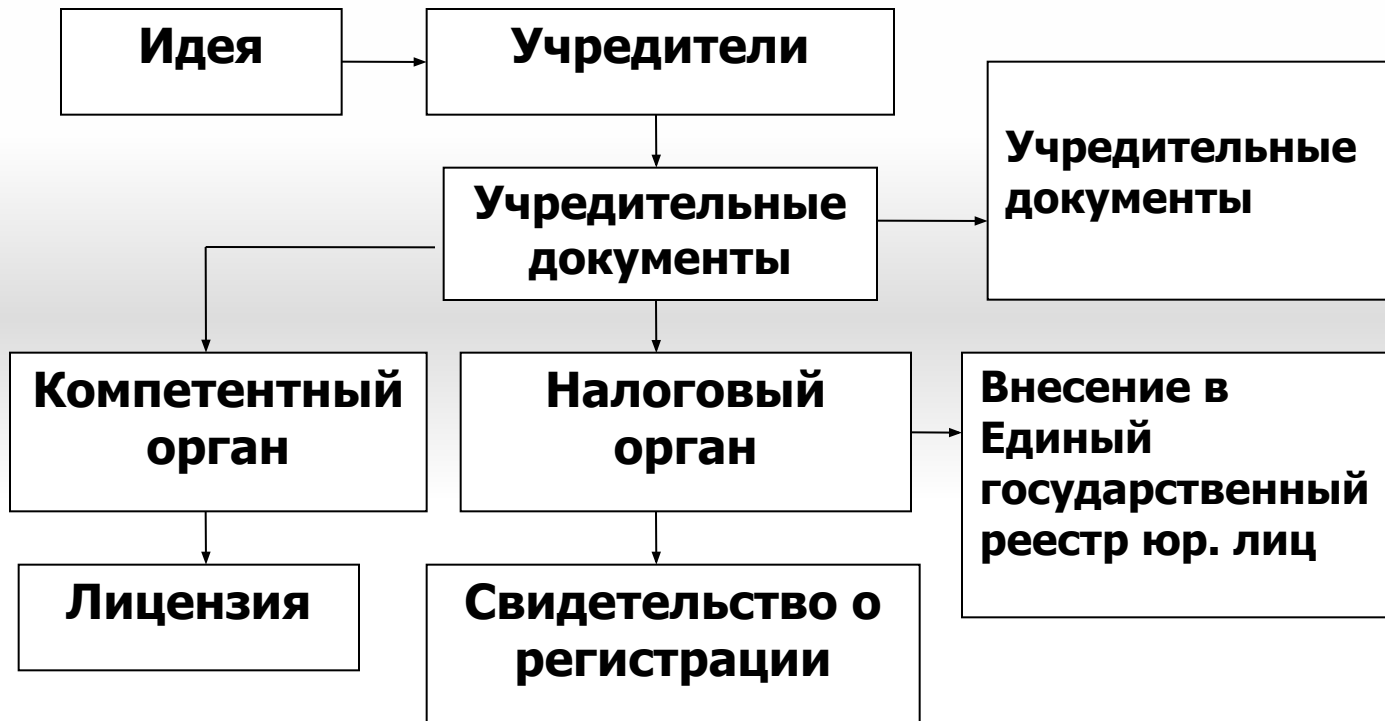 Идея
Учредители
Учредительные
документы
Учредительные
документы
Компетентный
орган
Налоговый
орган
Внесение в
Единый
государственный
реестр юр. лиц
Лицензия
Свидетельство о
регистрации